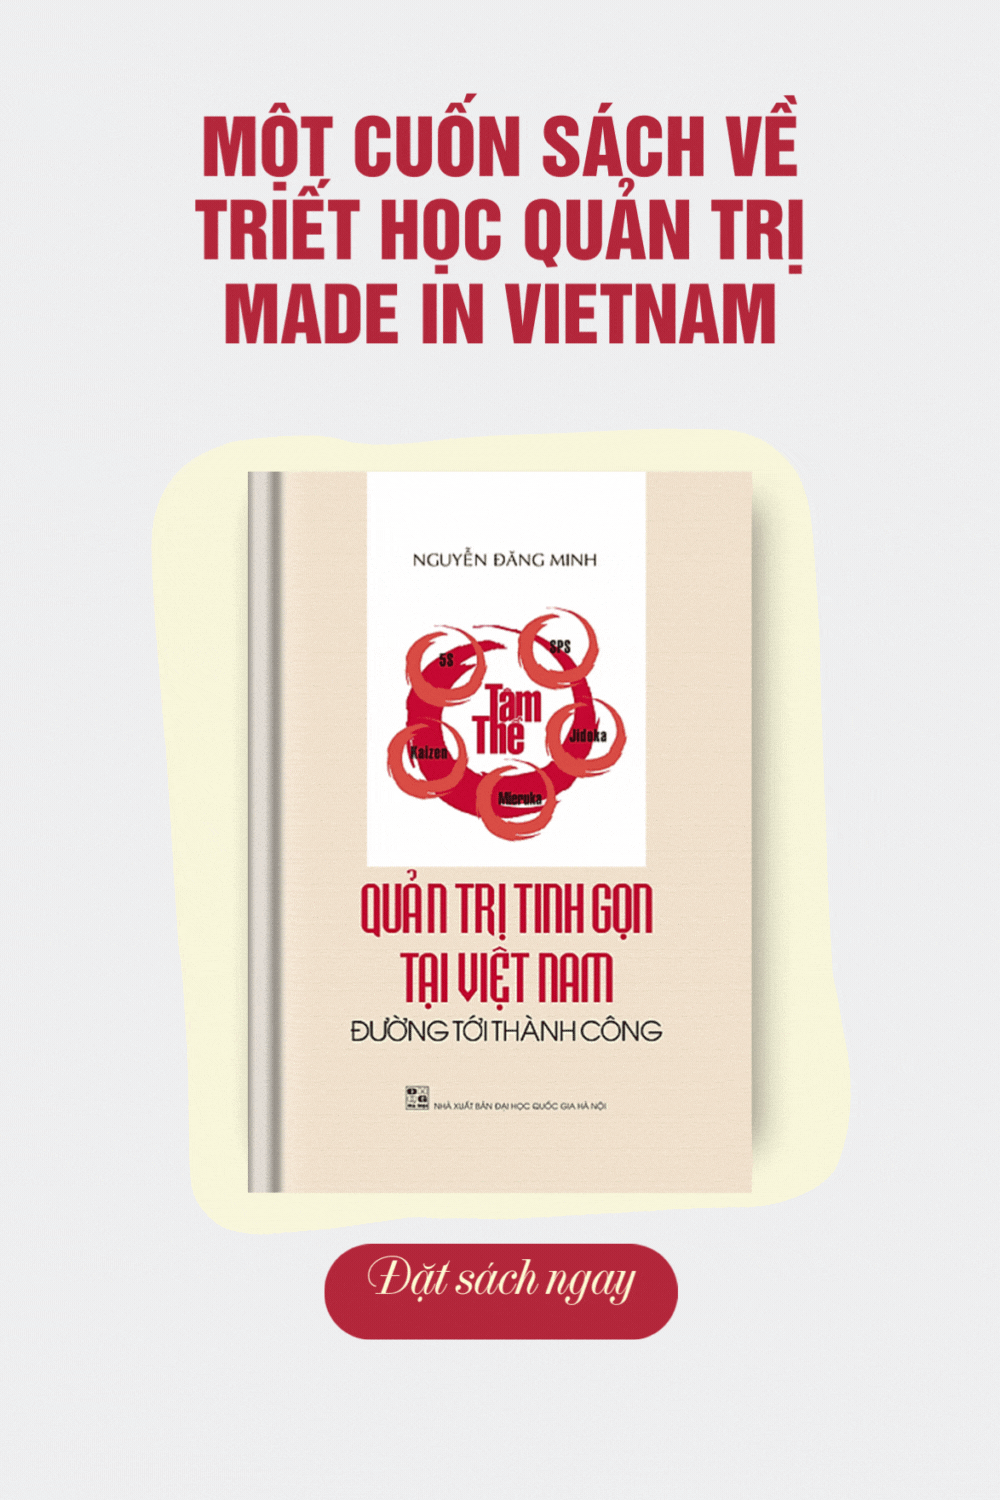 MỘT CUỐN SÁCH VỀ
TRIẾT HỌC QUẢN TRỊ
MADE IN VIETNAM
NGUYỄN ĐĂNG MINH
5S
SPS
Tâm
Thế
Kaizen
Jidoka
Mieruka
QUẢN TRỊ TINH GỌN
TẠI VIỆT NAM
ĐƯỜNG TỚI THÀNH CÔNG
NHÀ XUẤT BẢN ĐẠI HỌC QUỐC GIA HÀ NỘI
Đặt sách ngay